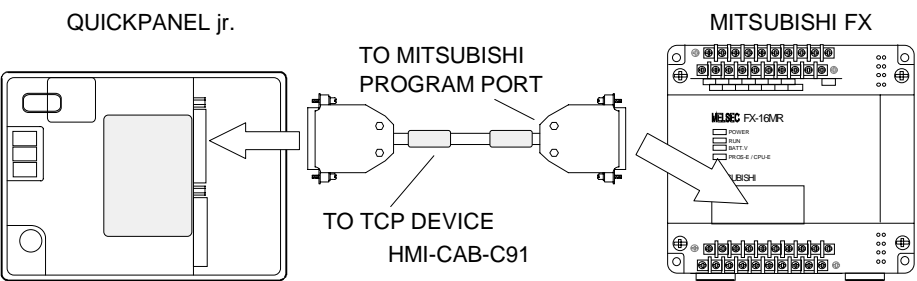 QUICKPANEL jr.
MITSUBISHI FX
TO MITSUBISHI
PROGRAM PORT
MELSEC FX-16MR
POWER
RUN
BATT.V
PROS-E / CPU-E
UBISHI
TO TCP DEVICE
HMI-CAB-C91